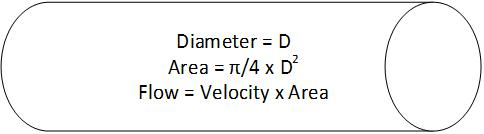 Diameter = D
Area = π/4 x D²
Flow = Velocity x Area